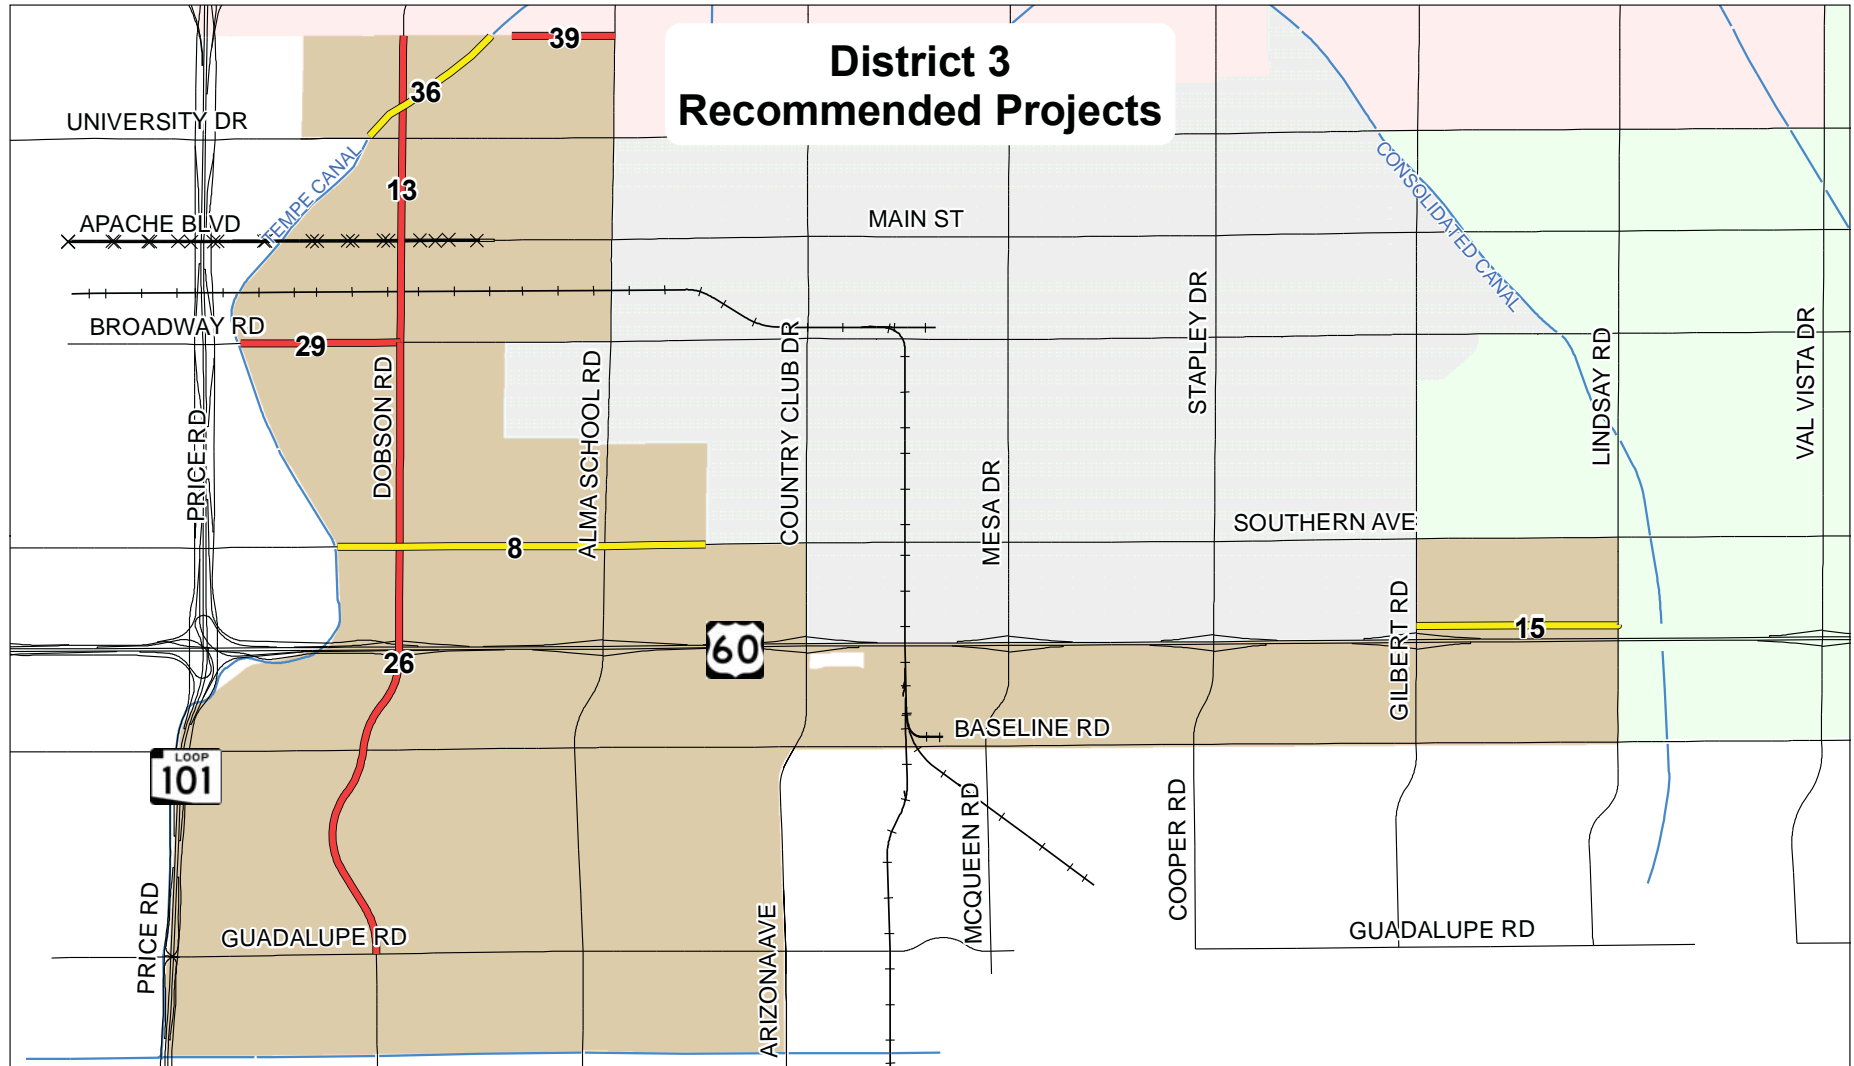 39
District 3
Recommended Projects
36
UNIVERSITY DR
TEMPE CANAL
CONSOLIDATED CANAL
13
APACHE BLVD
MAIN ST
BROADWAY RD
29
PRICE RD
DOBSON RD
ALMA SCHOOL RD
COUNTRY CLUB DR
MESA DR
STAPLEY DR
LINDSAY RD
VAL VISTA DR
SOUTHERN AVE
8
GILBERT RD
15
60
26
BASELINE RD
LOOP
101
MCQUEEN RD
COOPER RD
PRICE RD
GUADALUPE RD
ARIZONA AVE
GUADALUPE RD